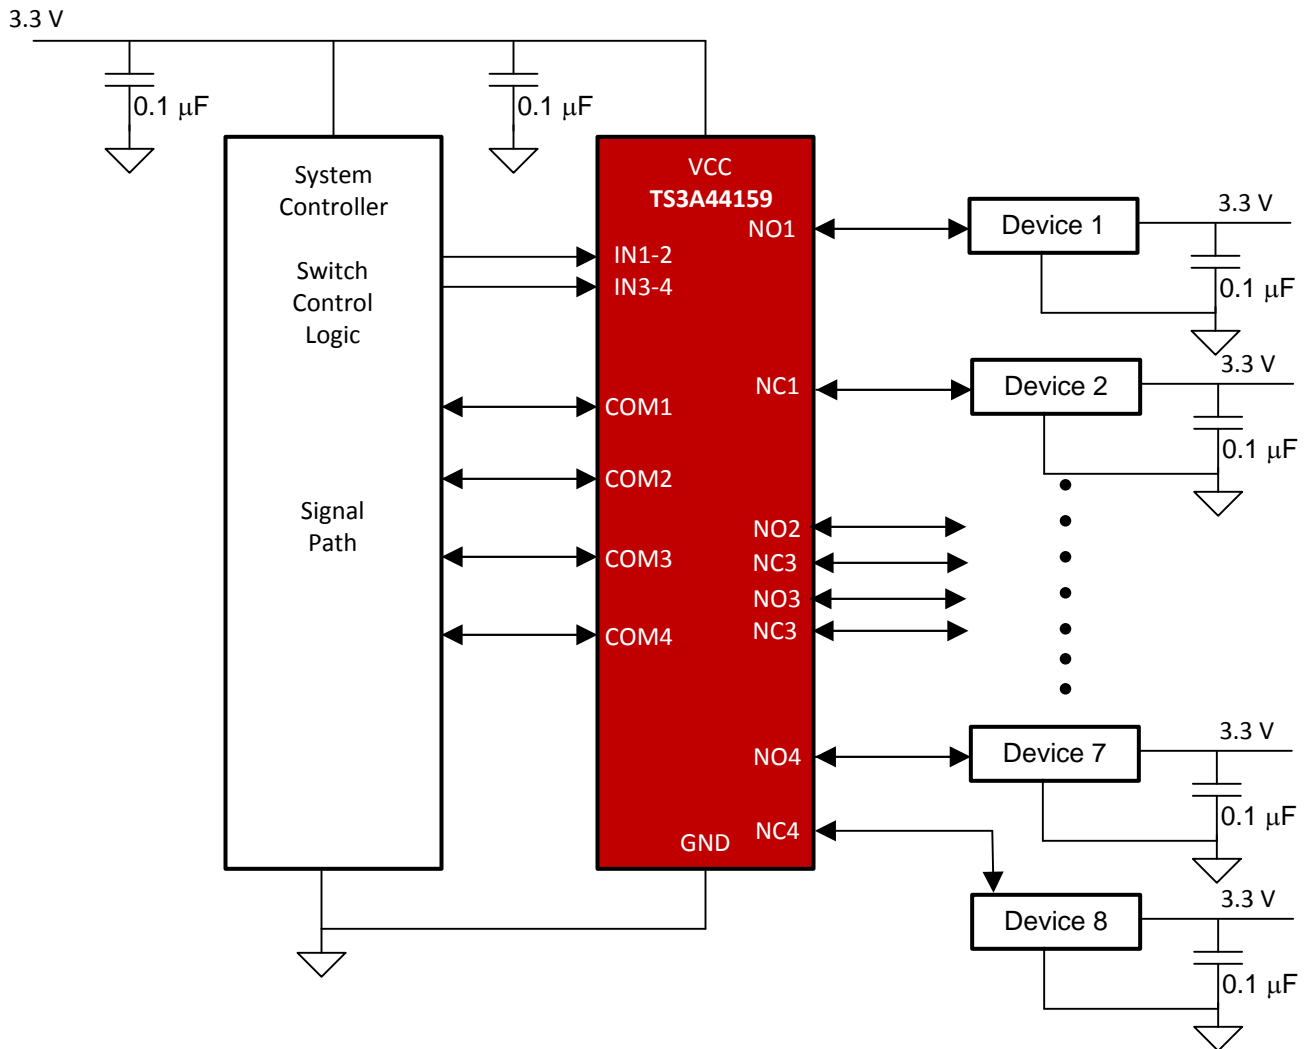 3.3 V
0.1 μF
0.1 μF
System
Controller
Switch
Control
Logic
Signal
Path
VCC
TS3A44159
IN1-2
IN3-4
COM1
COM2
COM3
COM4
NO1
NC1
NO2
NC3
NO3
NC3
NO4
NC4
GND
Device 1
3.3 V
0.1 μF
Device 2
3.3 V
0.1 μF
Device 7
3.3 V
0.1 μF
Device 8
3.3 V
0.1 μF